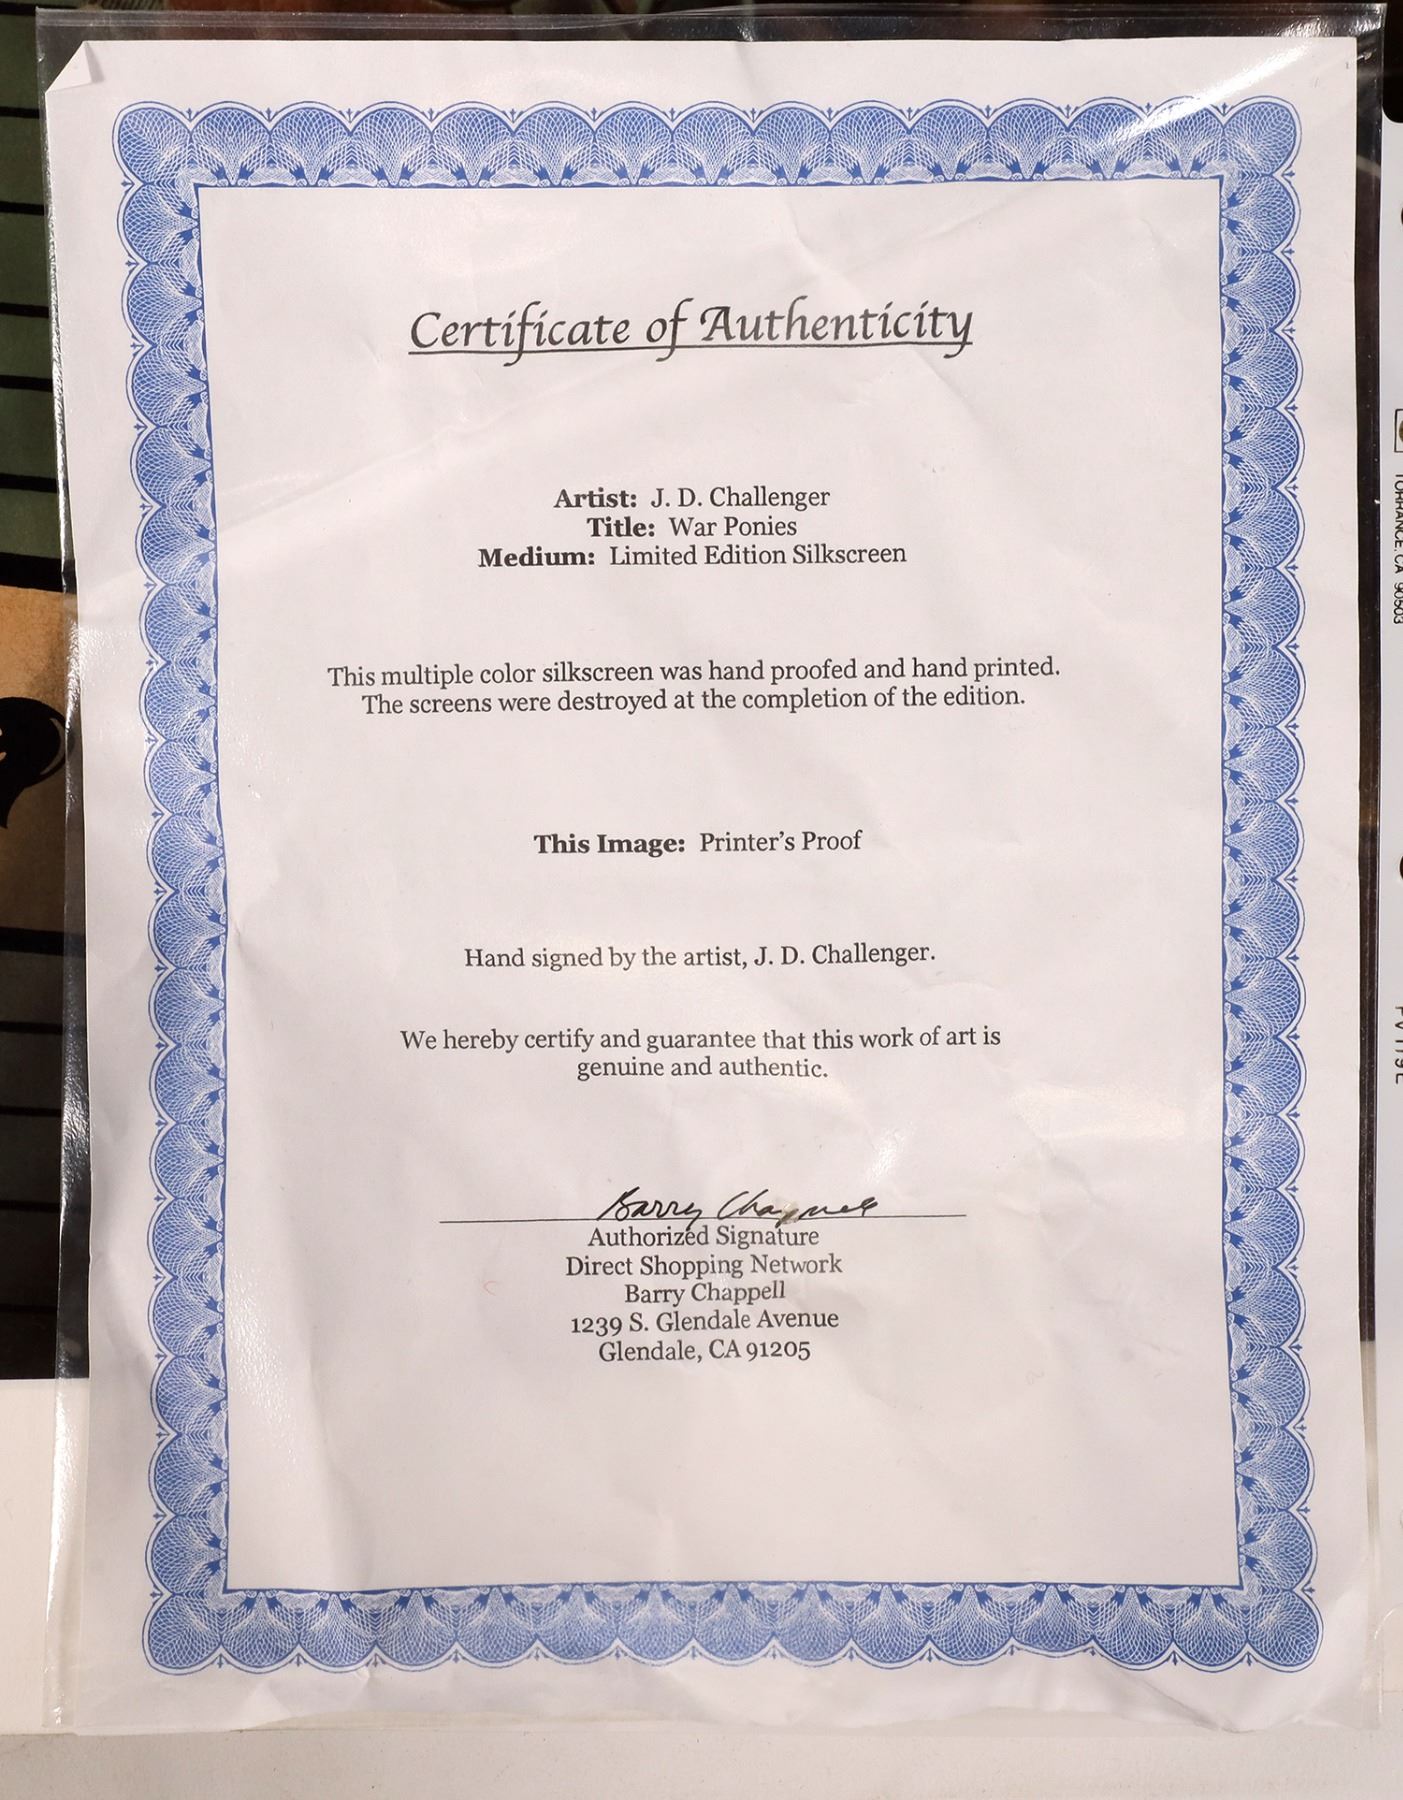 Certificate of Authenticity
Artist: J. D. Challenger
Title: War Ponies
Medium: Limited Edition Silkscreen
This multiple color silkscreen was hand proofed and hand printed.
The screens were destroyed at the completion of the edition.
This Image: Printer's Proof
Hand signed by the artist, J. D. Challenger.
We hereby certify and guarantee that this work of art is
genuine and authentic.
Barry Chappell
Authorized Signature
Direct Shopping Network
Barry Chappell
1239 S. Glendale Avenue
Glendale, CA 91205
TORRANCE, CA 90503